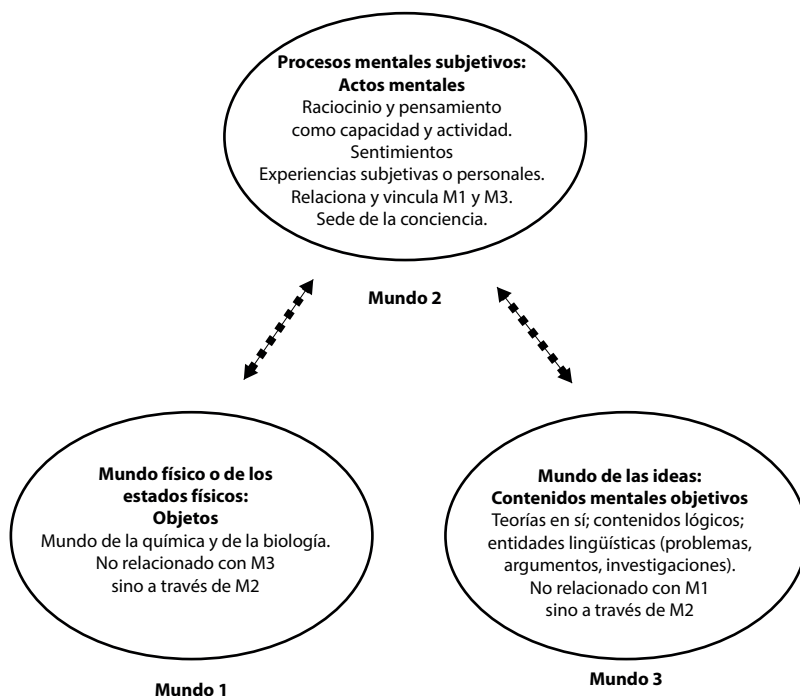 Procesos mentales subjetivos:
Actos mentales
Raciocinio y pensamiento
como capacidad y actividad.
Sentimientos
Experiencias subjetivas o personales.
Relaciona y vincula M1 y M3.
Sede de la conciencia.
Mundo 2
Mundo físico o de los
estados físicos:
Objetos
Mundo de la química y de la biología.
No relacionado con M3
sino a través de M2
Mundo 1
Mundo de las ideas:
Contenidos mentales objetivos
Teorías en sí; contenidos lógicos;
entidades lingüísticas (problemas,
argumentos, investigaciones).
No relacionado con M1
sino a través de M2
Mundo 3